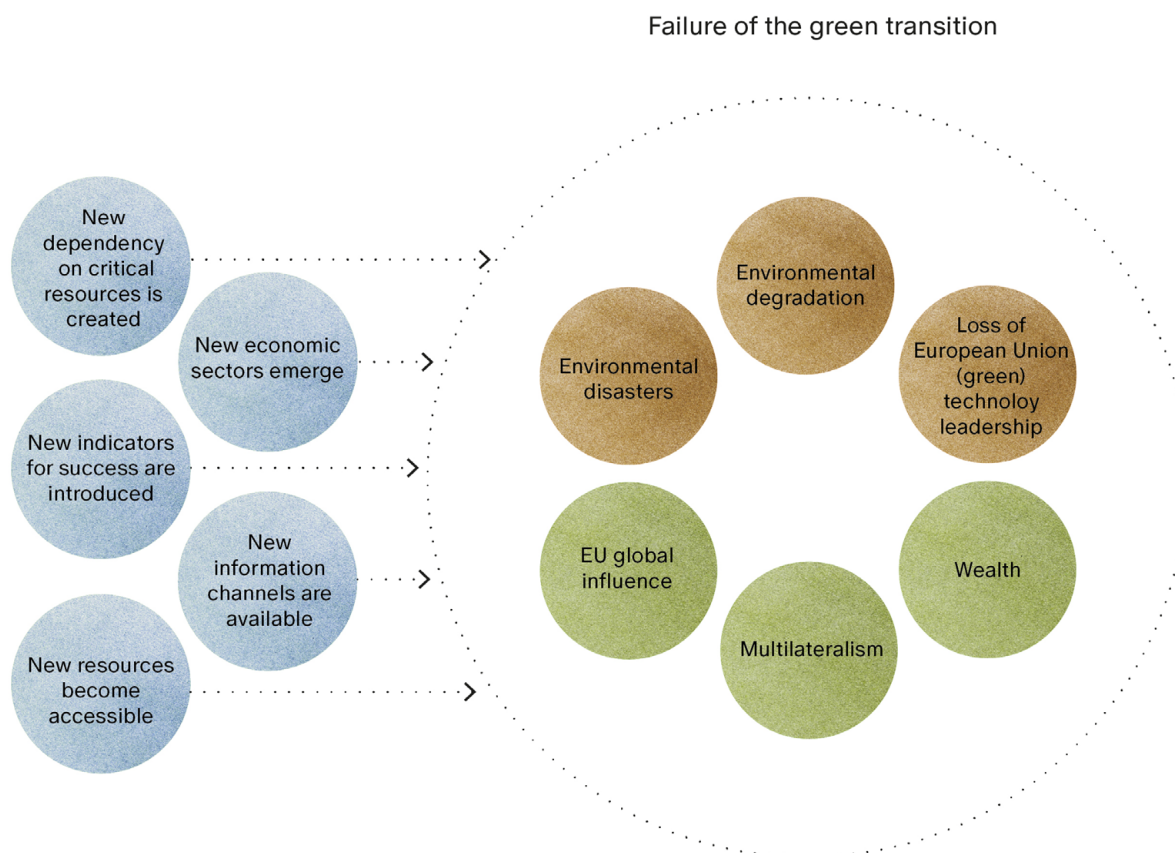 Failure of the green transition
New
dependency
on critical
resources is
created
New economic
sectors emerge
New indicators
for success are
introduced
New
information
channels are
available
New resources
become
accessible
Environmental
degradation
Environmental
disasters
Loss of
European Union
(green)
technoloy
leadership
EU global
influence
Multilateralism
Wealth